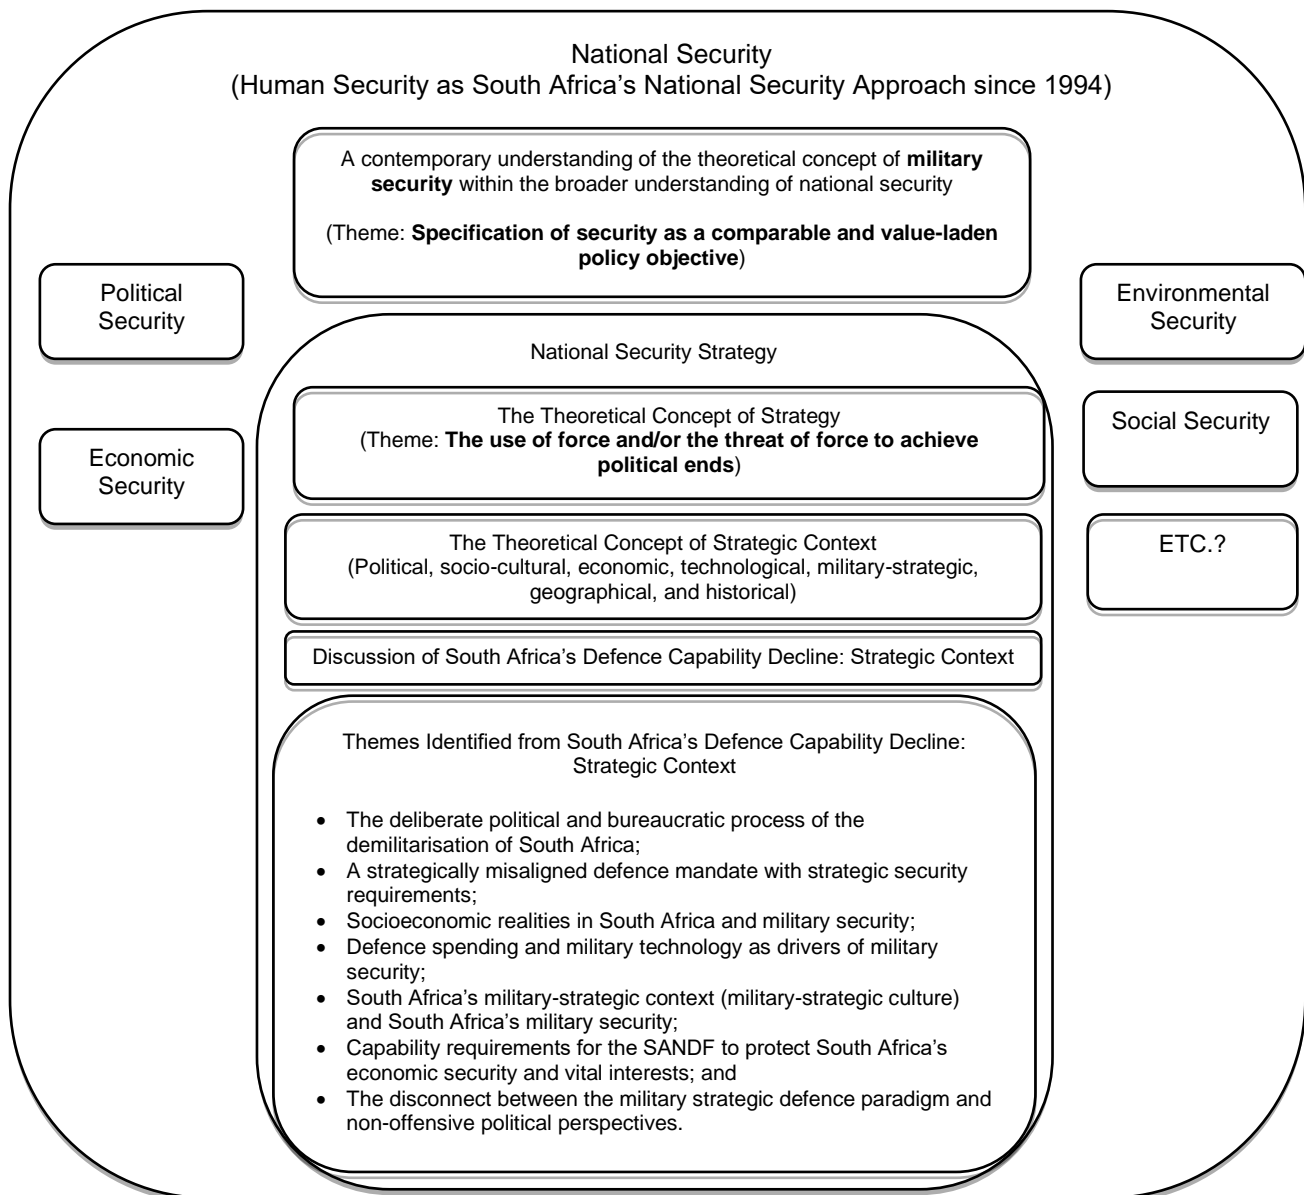 National Security
(Human Security as South Africa’s National Security Approach since 1994)
A contemporary understanding of the theoretical concept of military
security within the broader understanding of national security
(Theme: Specification of security as a comparable and value-laden
policy objective)
Political
Security
Economic
Security
Environmental
Security
Social Security
ETC.?
National Security Strategy
The Theoretical Concept of Strategy
(Theme: The use of force and/or the threat of force to achieve
political ends)
The Theoretical Concept of Strategic Context
(Political, socio-cultural, economic, technological, military-strategic,
geographical, and historical)
Discussion of South Africa’s Defence Capability Decline: Strategic Context
Themes Identified from South Africa’s Defence Capability Decline:
Strategic Context
• The deliberate political and bureaucratic process of the
demilitarisation of South Africa;
• A strategically misaligned defence mandate with strategic security
requirements;
• Socioeconomic realities in South Africa and military security;
• Defence spending and military technology as drivers of military
security;
• South Africa’s military-strategic context (military-strategic culture)
and South Africa’s military security;
• Capability requirements for the SANDF to protect South Africa’s
economic security and vital interests; and
• The disconnect between the military strategic defence paradigm and
non-offensive political perspectives.